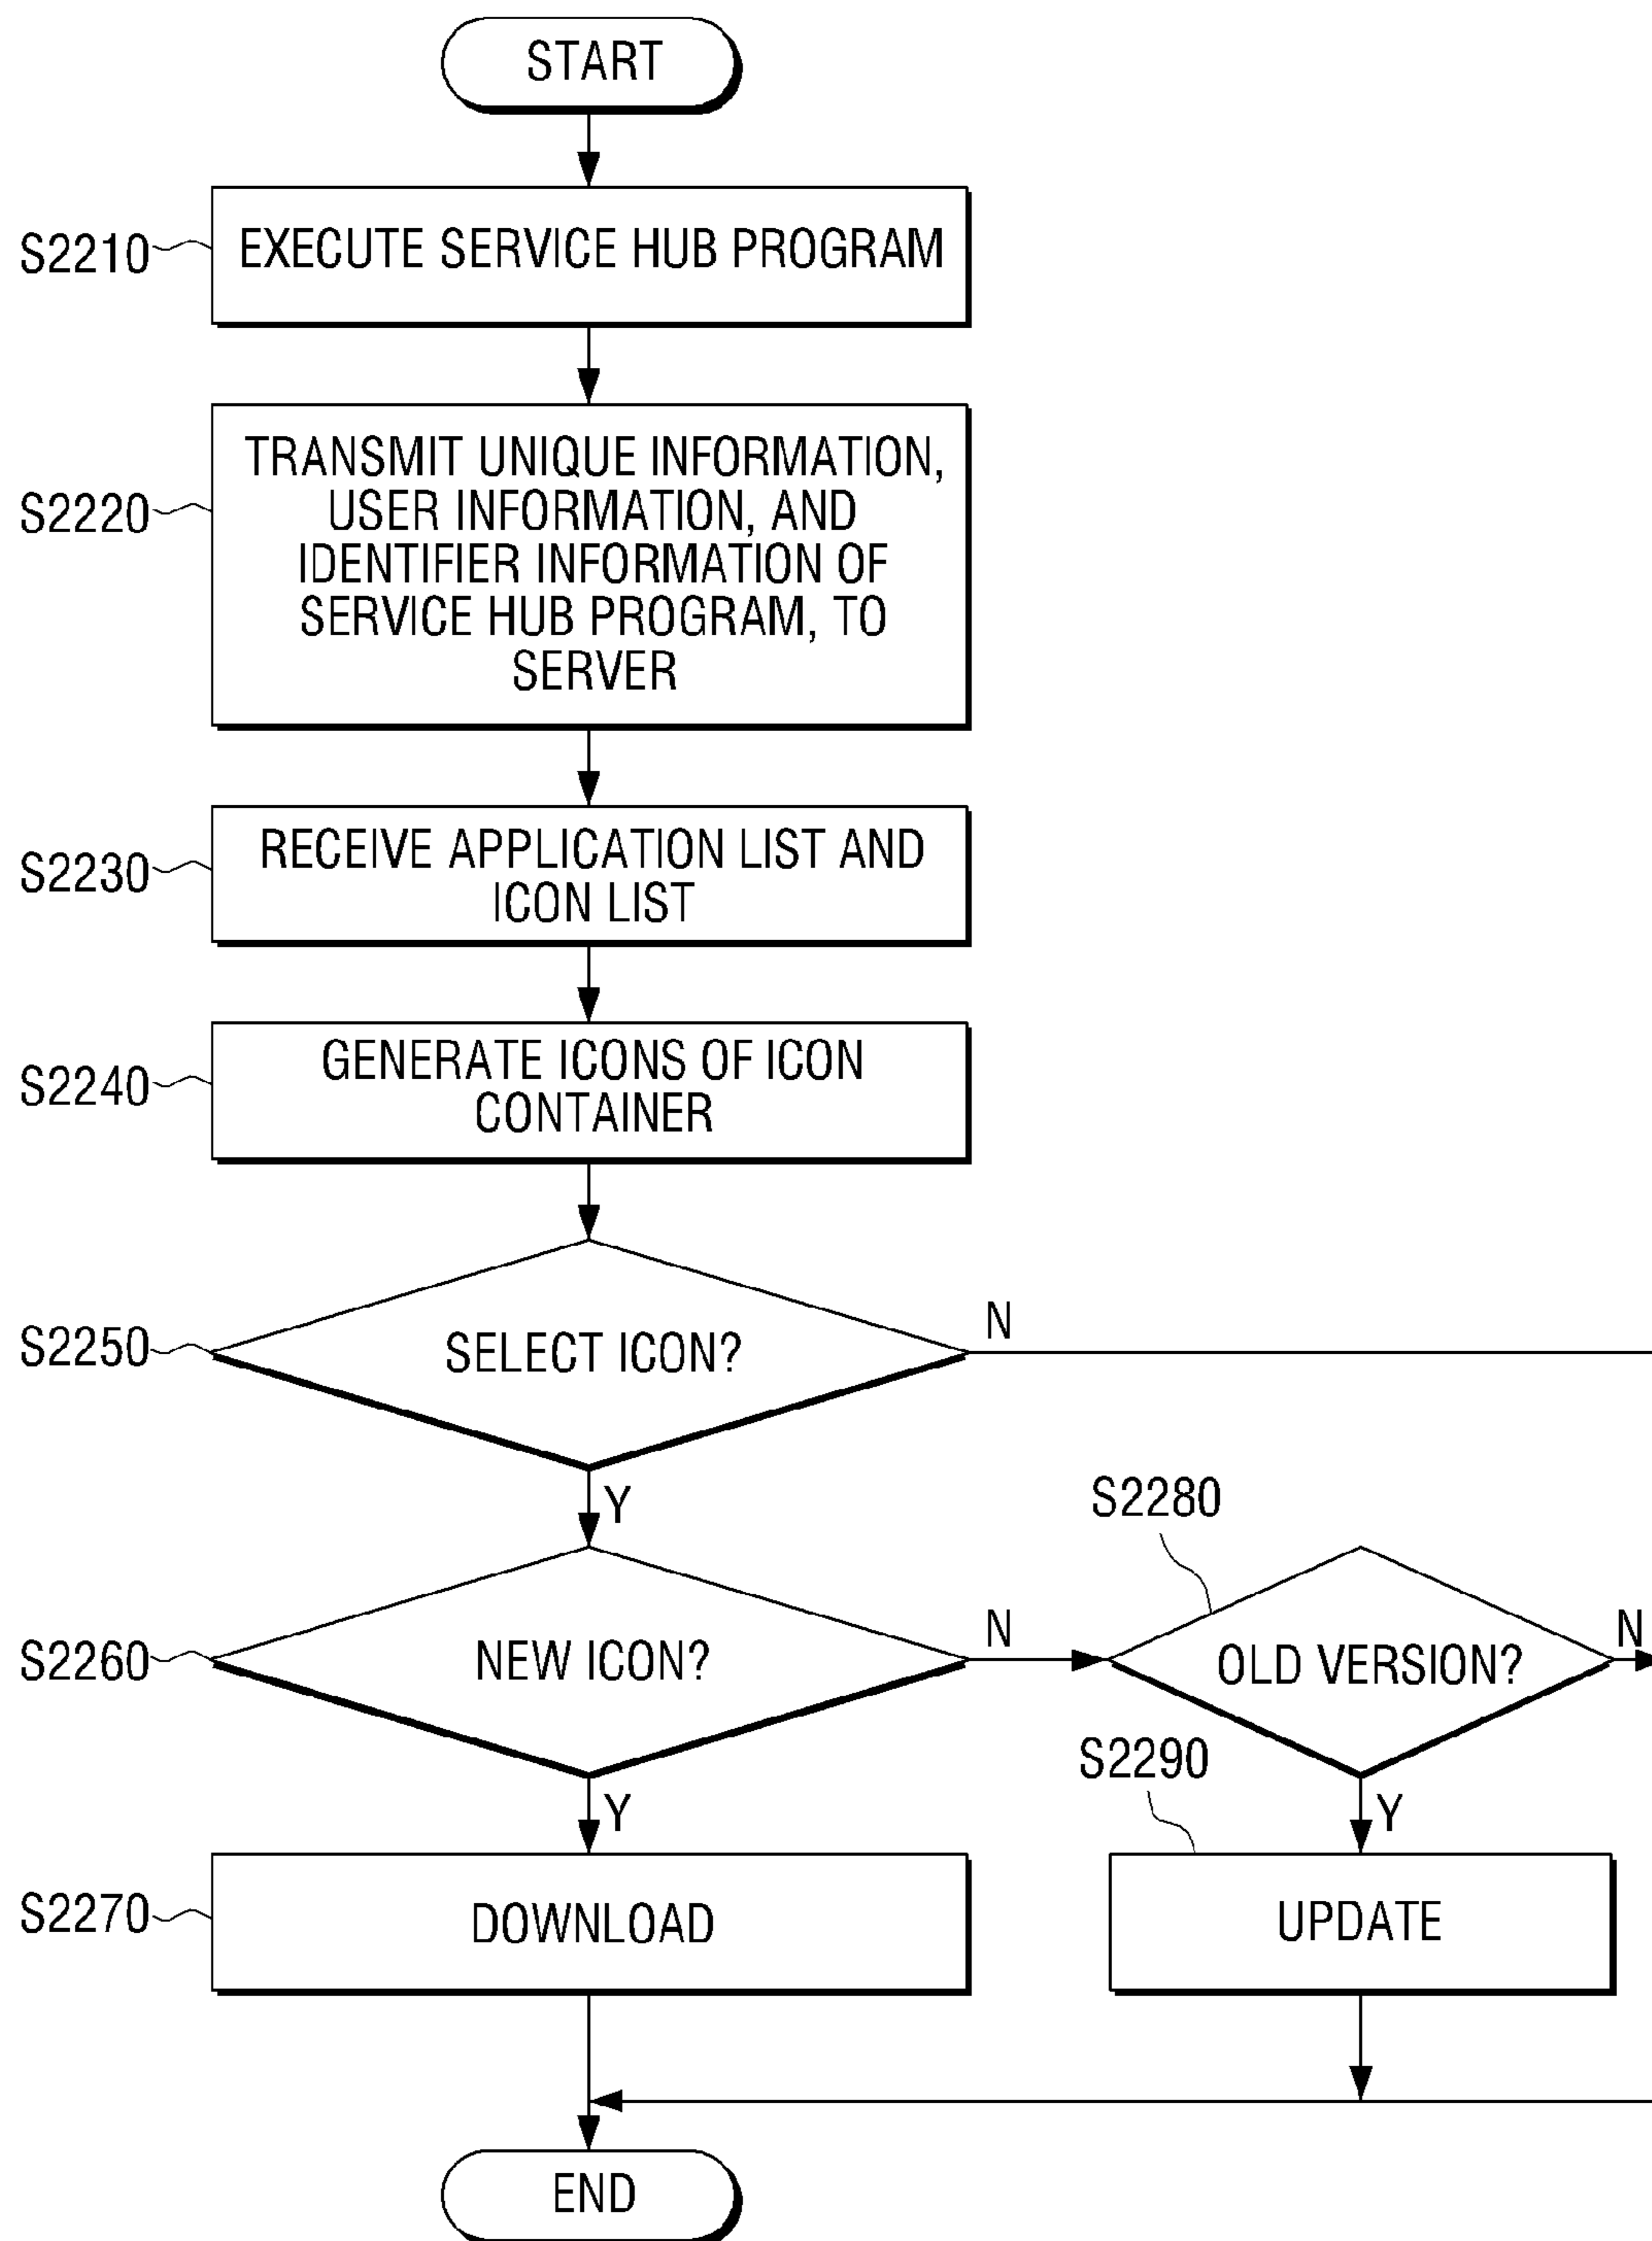 START
S2210
EXECUTE SERVICE HUB PROGRAM
S2220
TRANSMIT UNIQUE INFORMATION,
USER INFORMATION, AND
IDENTIFIER INFORMATION OF
SERVICE HUB PROGRAM, TO
SERVER
S2230
RECEIVE APPLICATION LIST AND
ICON LIST
S2240
GENERATE ICONS OF ICON
CONTAINER
S2250
SELECT ICON?
N
Y
S2280
S2260
NEW ICON?
N
OLD VERSION?
N
S2290
Y
Y
S2270
DOWNLOAD
UPDATE
END